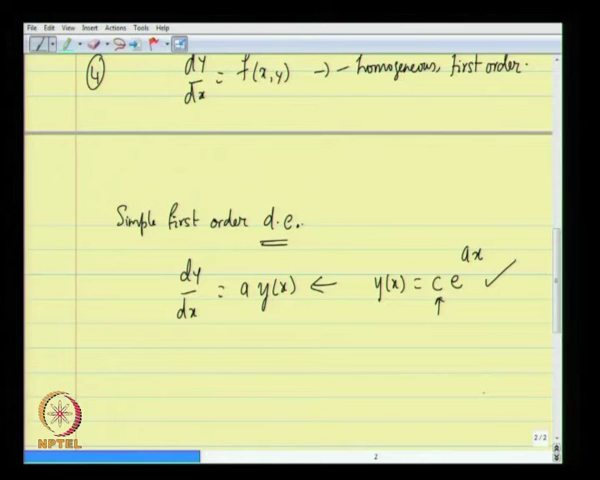 File Edit View Insert Actions Tools Help
④ dy/dx = f(x,y) → - homogeneous, first order.
Simple first order d.e..
dy/dx = a y(x) ← y(x) = c e^{ax} ✓
↑
NPTEL
2/2
2